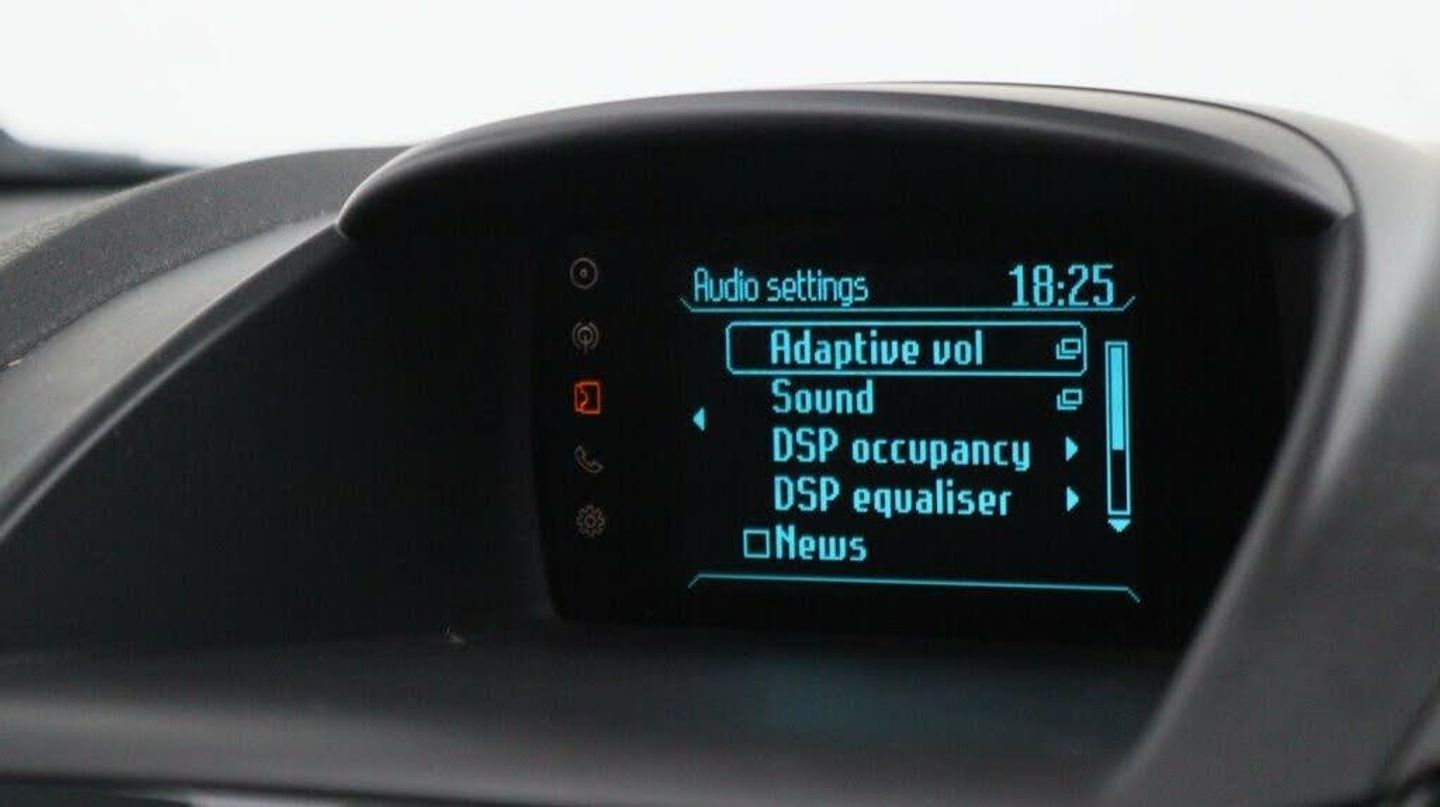 Audio settings 18:25
Adaptive vol
Sound
DSP occupancy
DSP equaliser
News